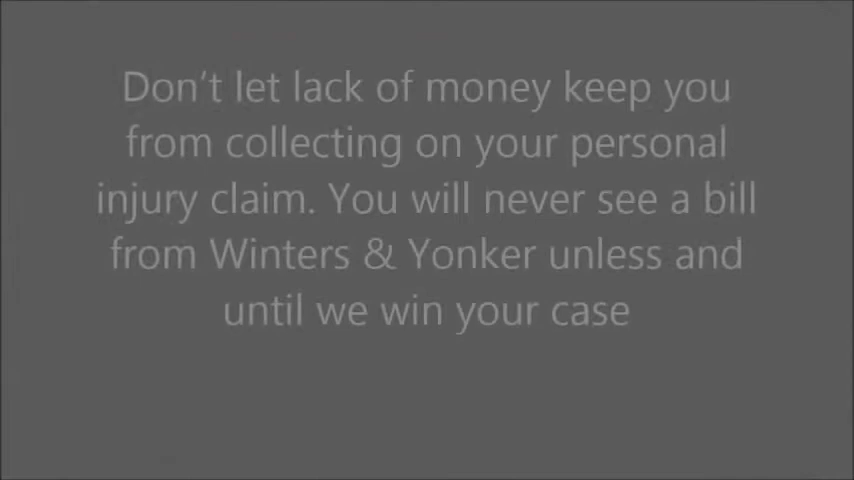 Don‘t let lack of money keep you
from collecting on your personal
injury claim. You will never see a bill
from Winters & Yonker unless and
until we win your case